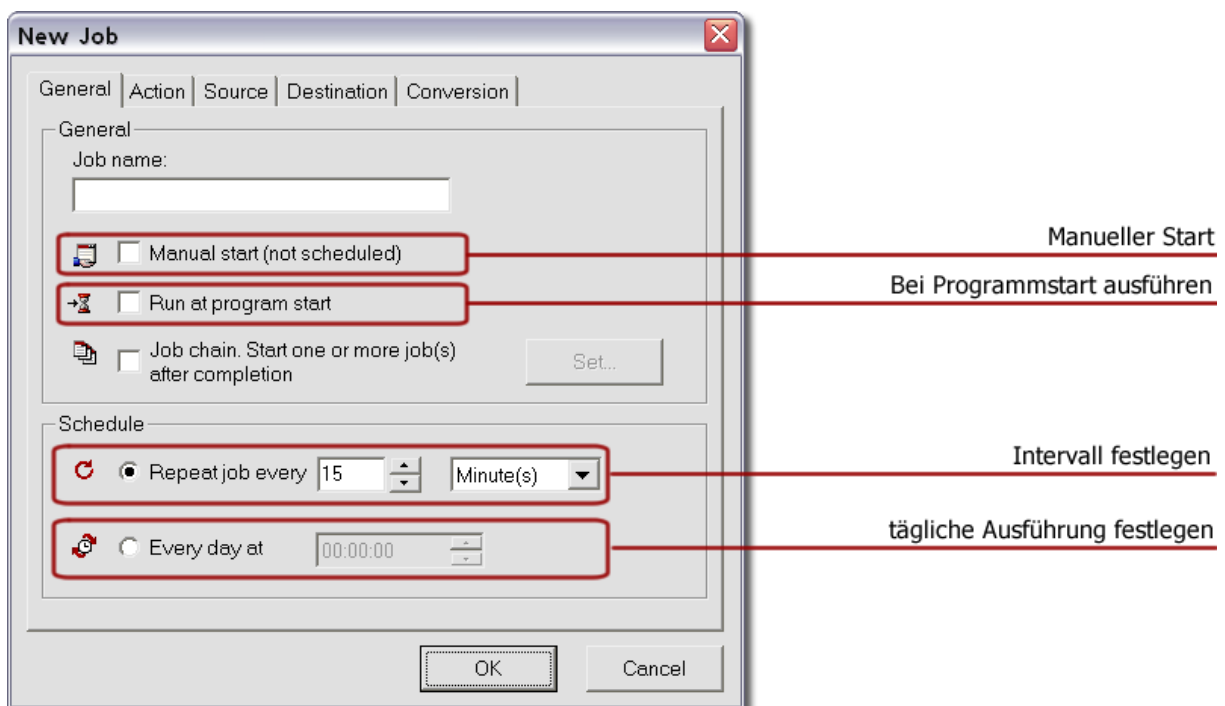 New Job
General Action Source Destination Conversion
General
Job name:
Manual start (not scheduled)
Manueller Start
Run at program start
Bei Programmstart ausführen
Job chain. Start one or more job(s)
after completion
Set...
Schedule
Repeat job every 15 Minute(s)
Intervall festlegen
Every day at 00:00:00
tägliche Ausführung festlegen
OK
Cancel